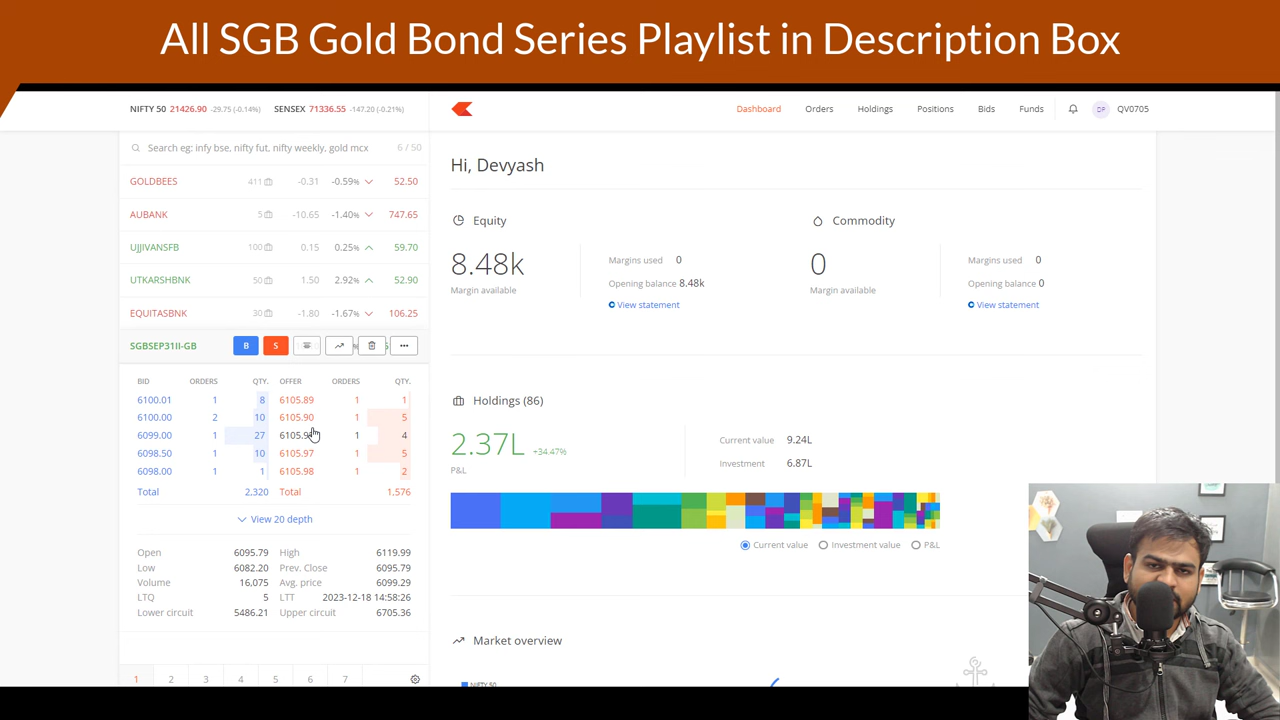 All SGB Gold Bond Series Playlist in Description Box
NIFTY 50 21426.90 -29.75 (-0.14%) SENSEX 71336.55 -147.20 (-0.21%)
Dashboard Orders Holdings Positions Bids Funds DP QV0705
Search eg: infy bse, nifty fut, nifty weekly, gold mcx 6 / 50
GOLDBEES 411 -0.31 -0.59% 52.50
AUBANK 5 -10.65 -1.40% 747.65
UJJIVANSFB 100 0.15 0.25% 59.70
UTKARSHBNK 50 1.50 2.92% 52.90
EQUITASBNK 30 -1.80 -1.67% 106.25
SGBSEP31II-GB B S
BID ORDERS QTY. OFFER ORDERS QTY.
6100.01 1 8 6105.89 1 1
6100.00 2 10 6105.90 1 5
6099.00 1 27 1 4
6098.50 1 10 6105.97 1 5
6098.00 1 1 6105.98 1 2
Total 2,320 Total 1,576
View 20 depth
Open 6095.79 High 6119.99
Low 6082.20 Prev. Close 6095.79
Volume 16,075 Avg. price 6099.29
LTQ 5 LTT 2023-12-18 14:58:26
Lower circuit 5486.21 Upper circuit 6705.36
1 2 3 4 5 6 7
Hi, Devyash
Equity
8.48k
Margin available
Margins used 0
Opening balance 8.48k
View statement
Commodity
0
Margin available
Margins used 0
Opening balance 0
View statement
Holdings (86)
2.37L +34.47%
P&L
Current value 9.24L
Investment 6.87L
Current value Investment value P&L
Market overview
NIFTY 50